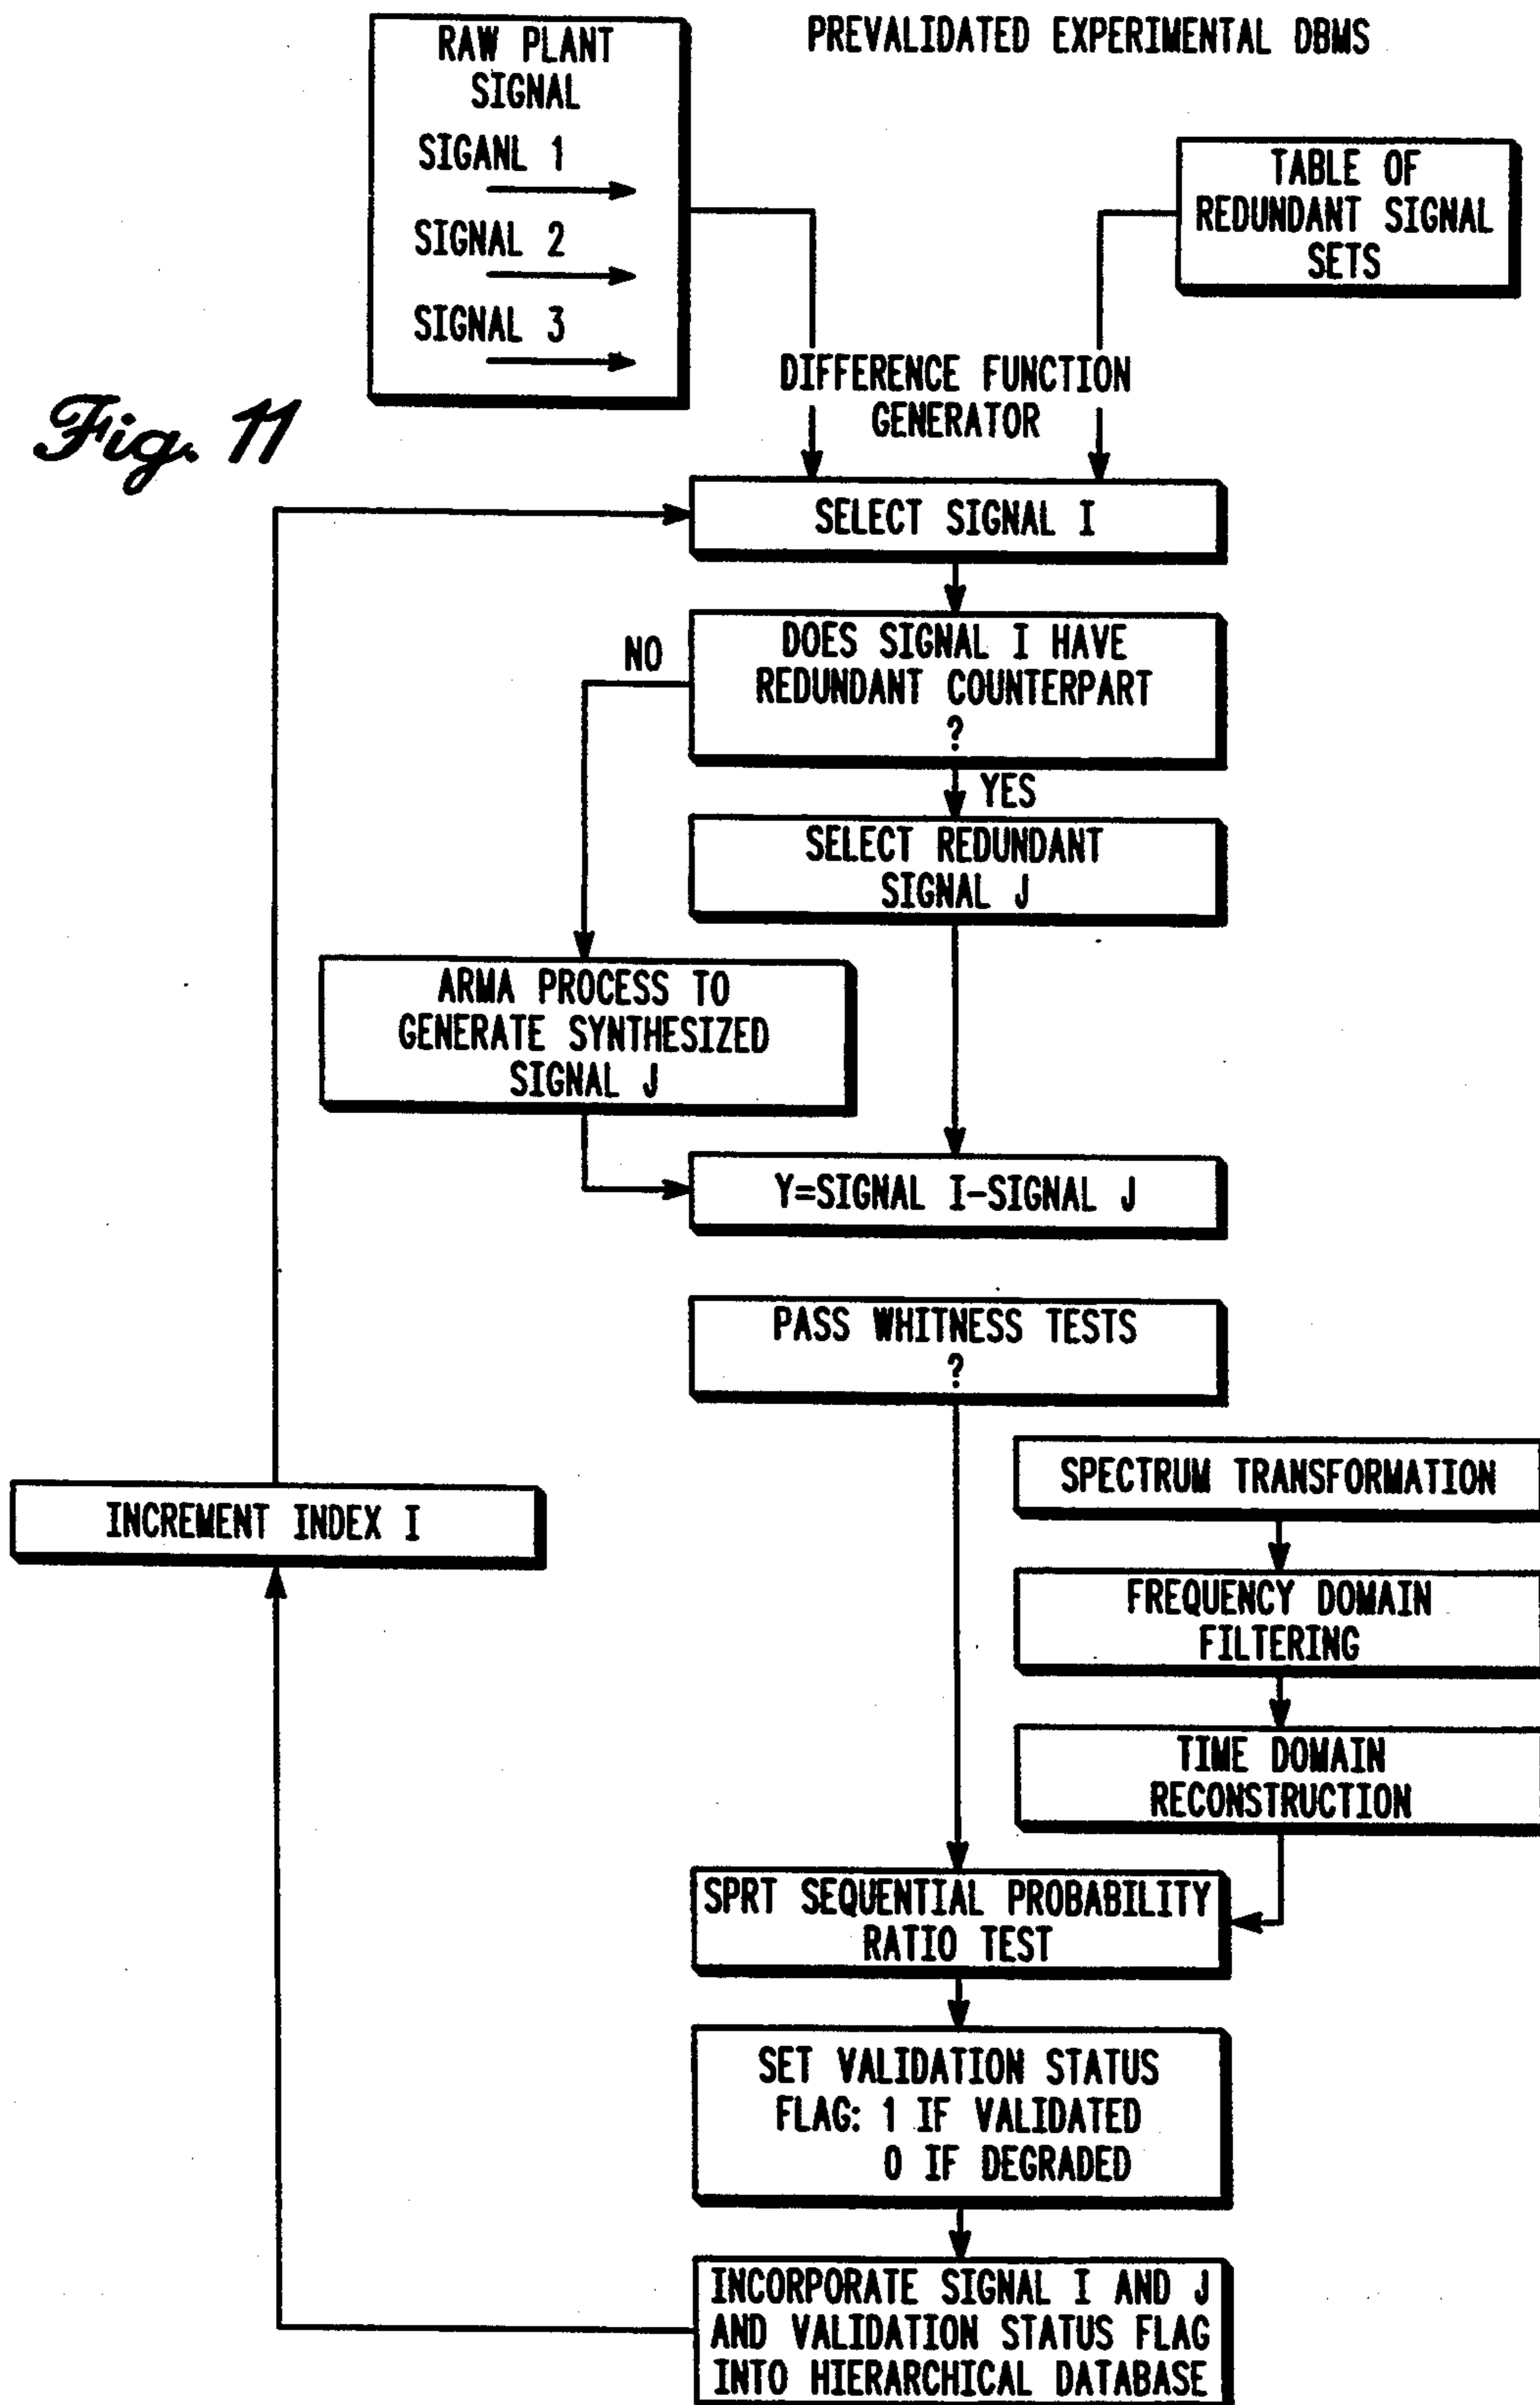 PREVALIDATED EXPERIMENTAL DBMS
RAW PLANT
SIGNAL
SIGANL 1
SIGNAL 2
SIGNAL 3
TABLE OF
REDUNDANT SIGNAL
SETS
DIFFERENCE FUNCTION
GENERATOR
Fig. 11
SELECT SIGNAL I
DOES SIGNAL I HAVE
REDUNDANT COUNTERPART
?
NO
YES
SELECT REDUNDANT
SIGNAL J
ARMA PROCESS TO
GENERATE SYNTHESIZED
SIGNAL J
Y=SIGNAL I-SIGNAL J
PASS WHITNESS TESTS
?
SPECTRUM TRANSFORMATION
INCREMENT INDEX I
FREQUENCY DOMAIN
FILTERING
TIME DOMAIN
RECONSTRUCTION
SPRT SEQUENTIAL PROBABILITY
RATIO TEST
SET VALIDATION STATUS
FLAG: 1 IF VALIDATED
0 IF DEGRADED
INCORPORATE SIGNAL I AND J
AND VALIDATION STATUS FLAG
INTO HIERARCHICAL DATABASE